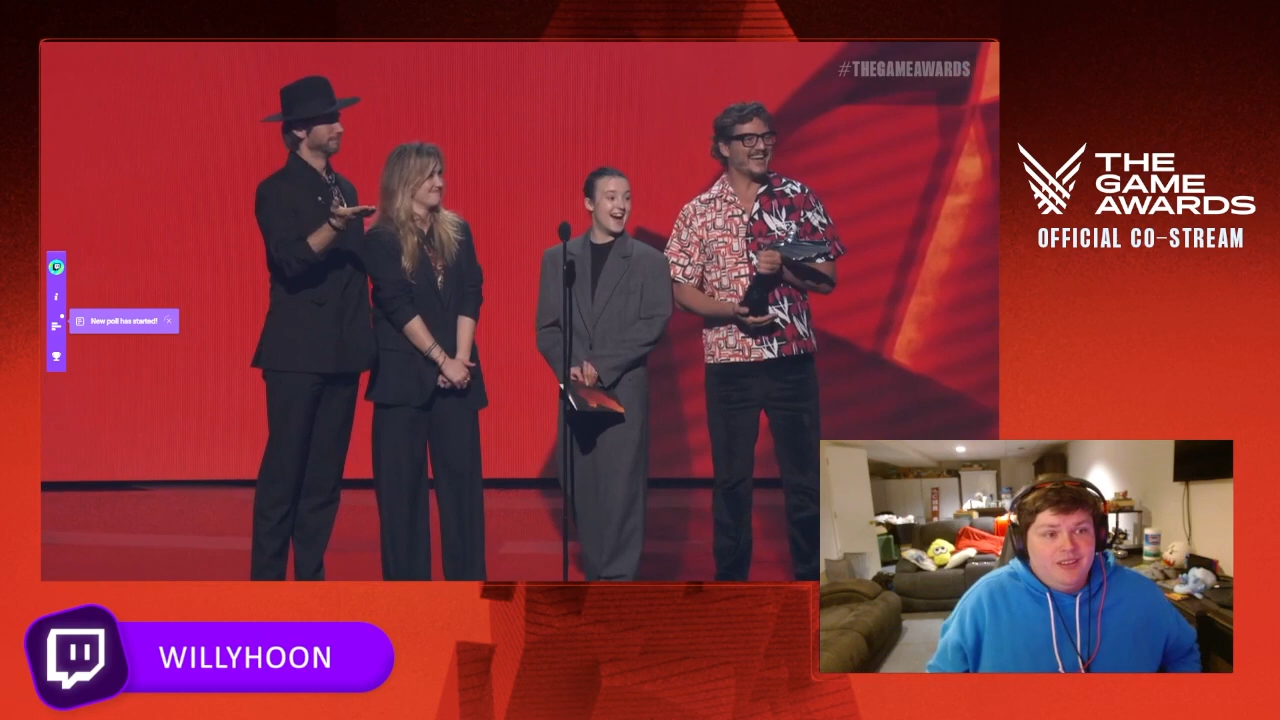 #THEGAMEAWARDS
THE
GAME
AWARDS
OFFICIAL CO-STREAM
New poll has started!
WILLYHOON